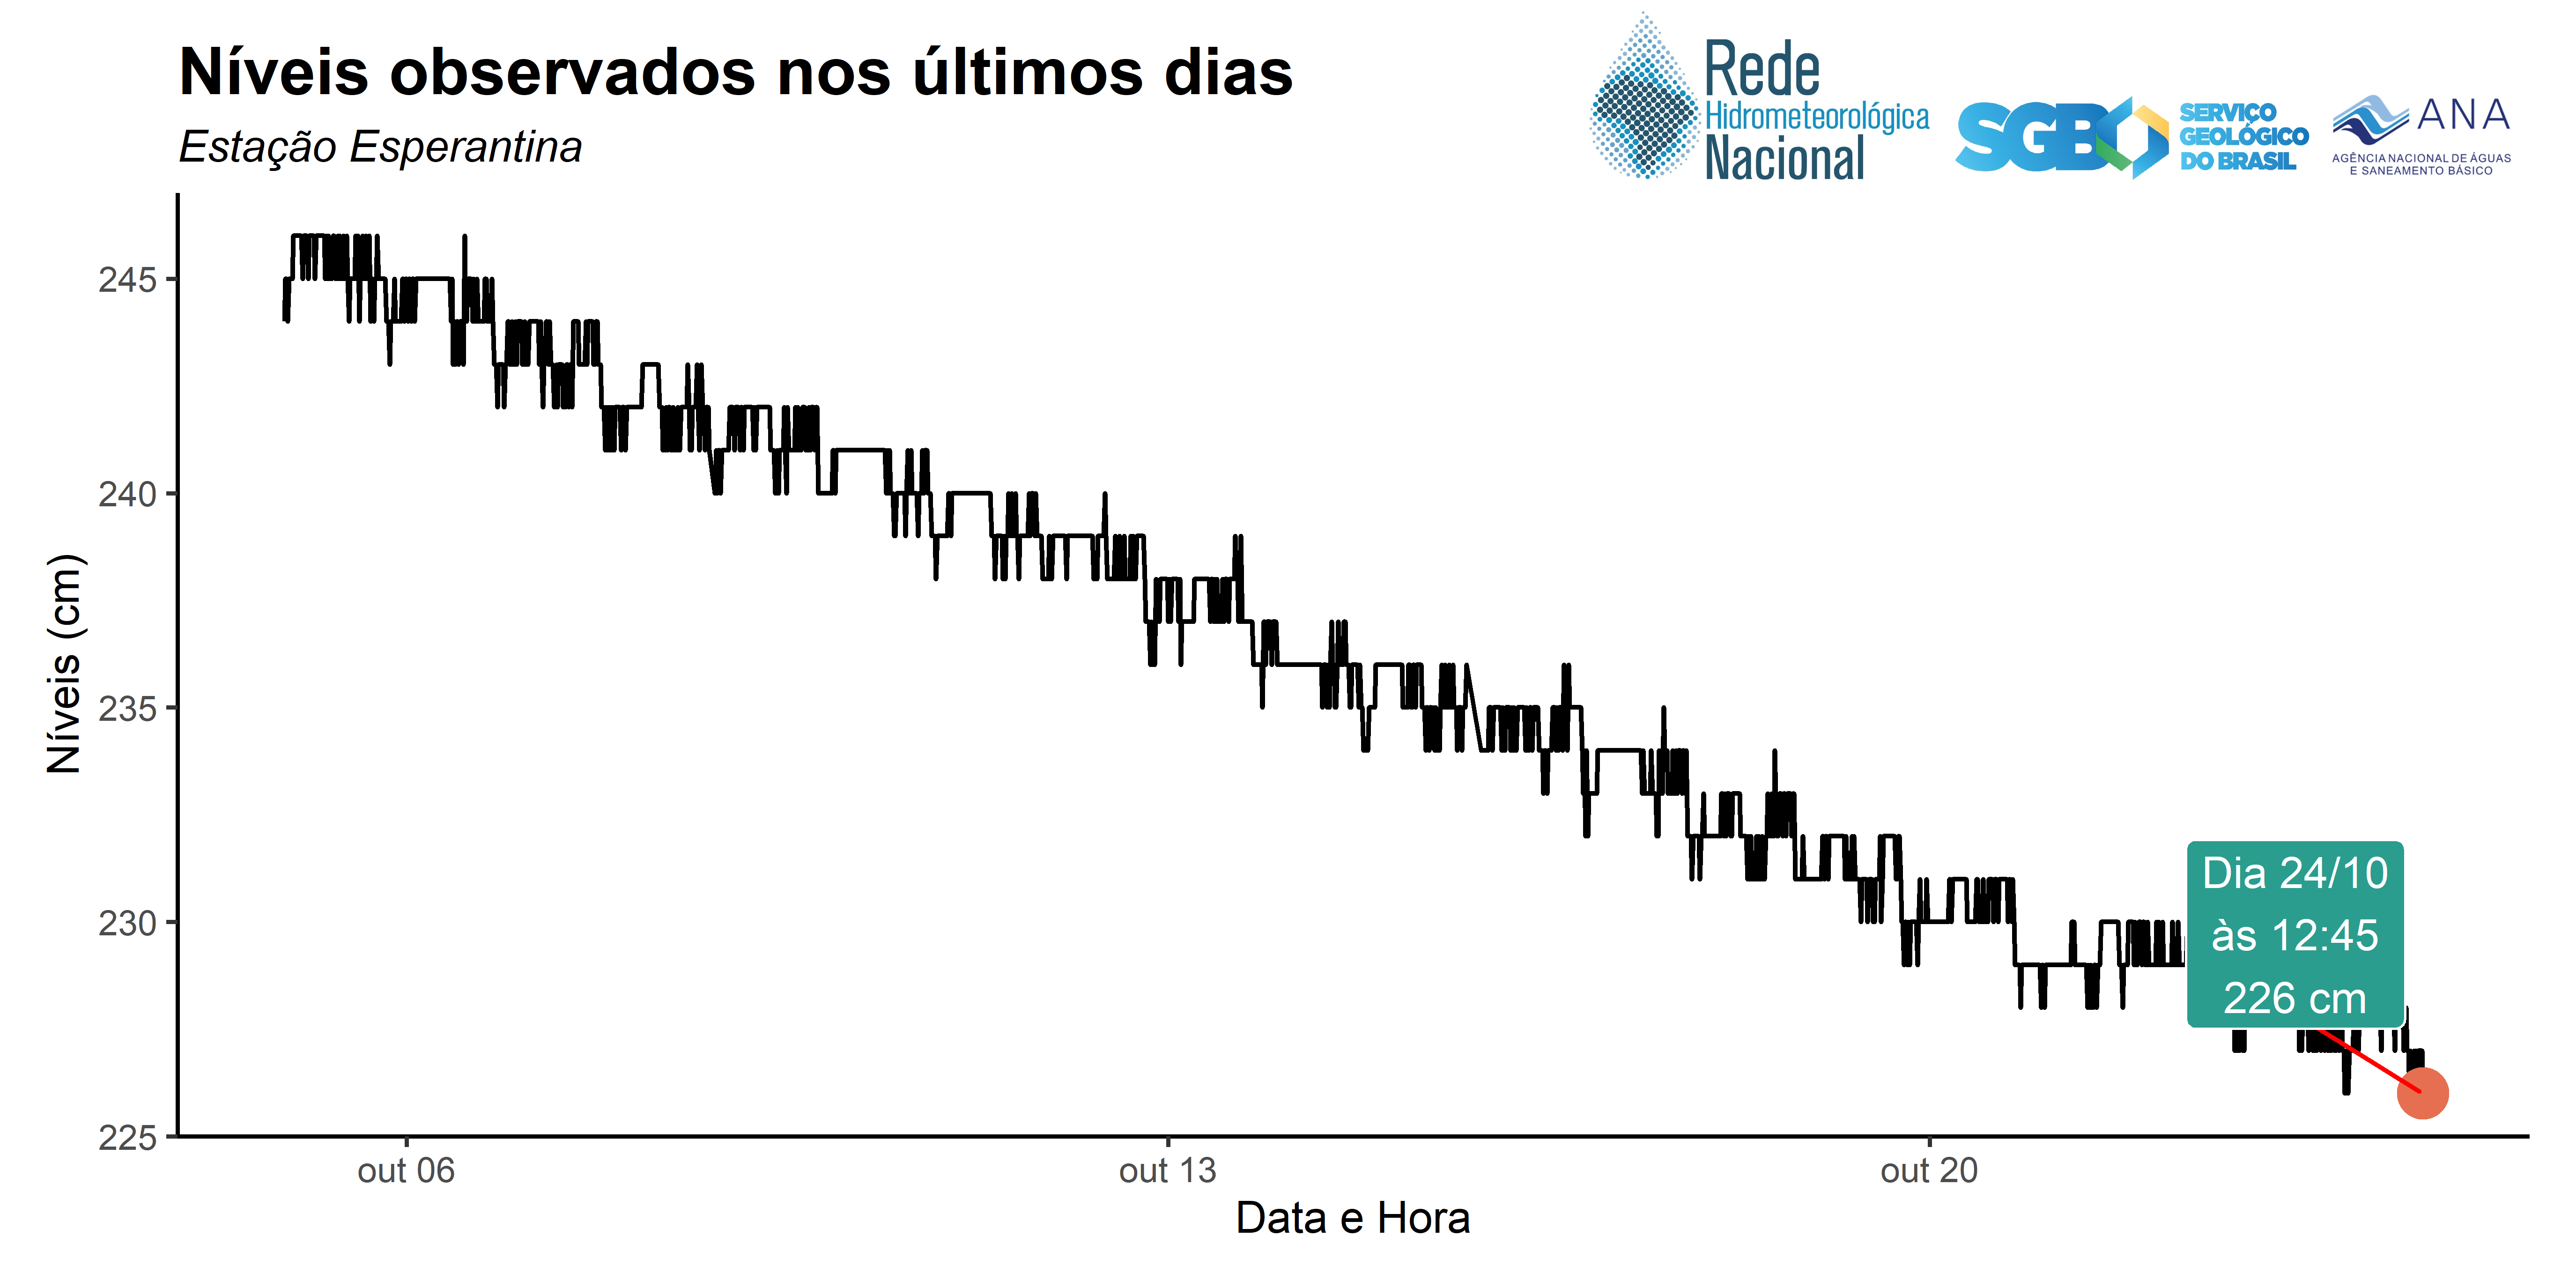 Níveis observados nos últimos dias
Estação Esperantina
Rede
Hidrometeorológica
Nacional
SGB
SERVIÇO
GEOLÓGICO
DO BRASIL
ANA
AGÊNCIA NACIONAL DE ÁGUAS
E SANEAMENTO BÁSICO
Níveis (cm)
245
240
235
230
225
Dia 24/10
às 12:45
226 cm
out 06
out 13
out 20
Data e Hora